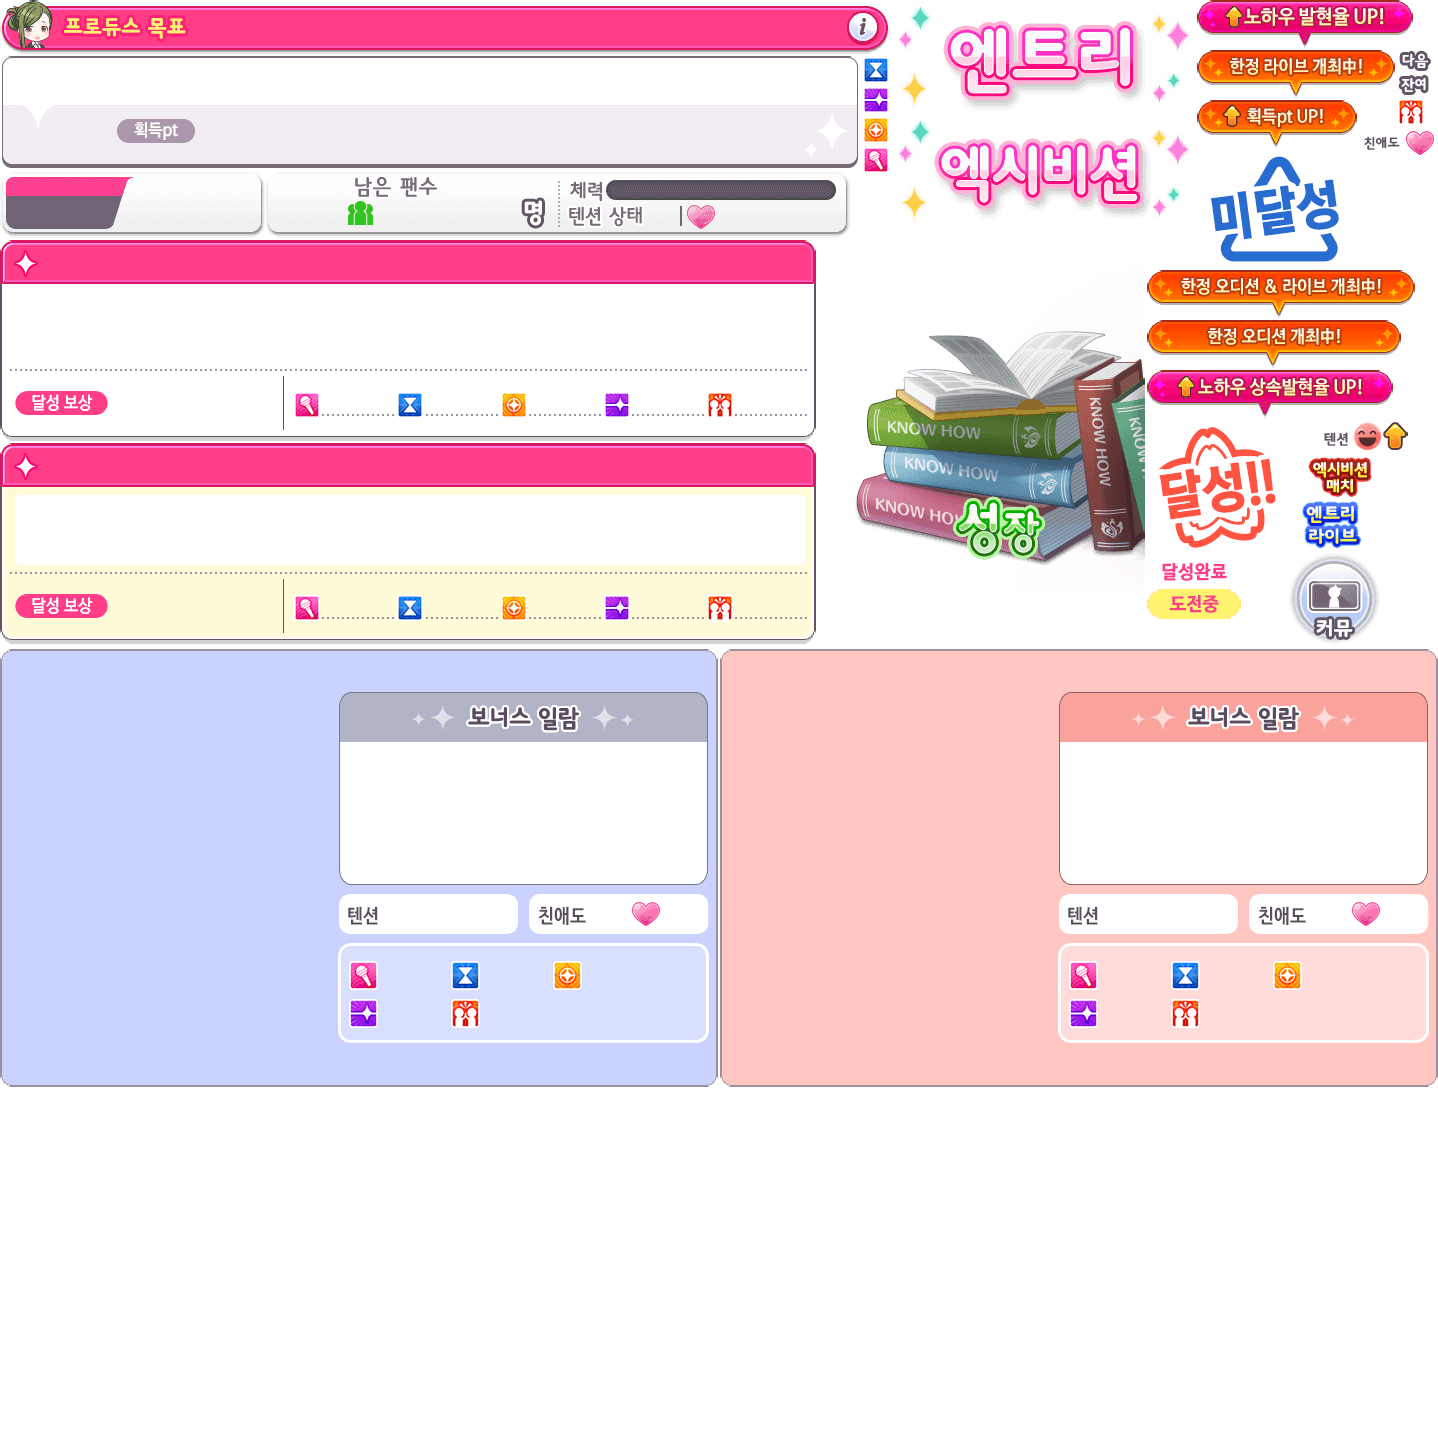 프로듀스 목표
획득pt
남은 팬수
명
체력
텐션 상태
달성 보상
달성 보상
엔트리
엑시비션
노하우 발현율 UP!
한정 라이브 개최中!
다음
잔여
획득pt UP!
친애도
미달성
한정 오디션 & 라이브 개최中!
한정 오디션 개최中!
노하우 상속발현율 UP!
KNOW HOW
KNOW HOW
KNOW HOW
KNOW HOW
성장
달성!!
텐션
엑시비션
매치
엔트리
라이브
달성완료
도전중
커뮤
보너스 일람
텐션
친애도
보너스 일람
텐션
친애도